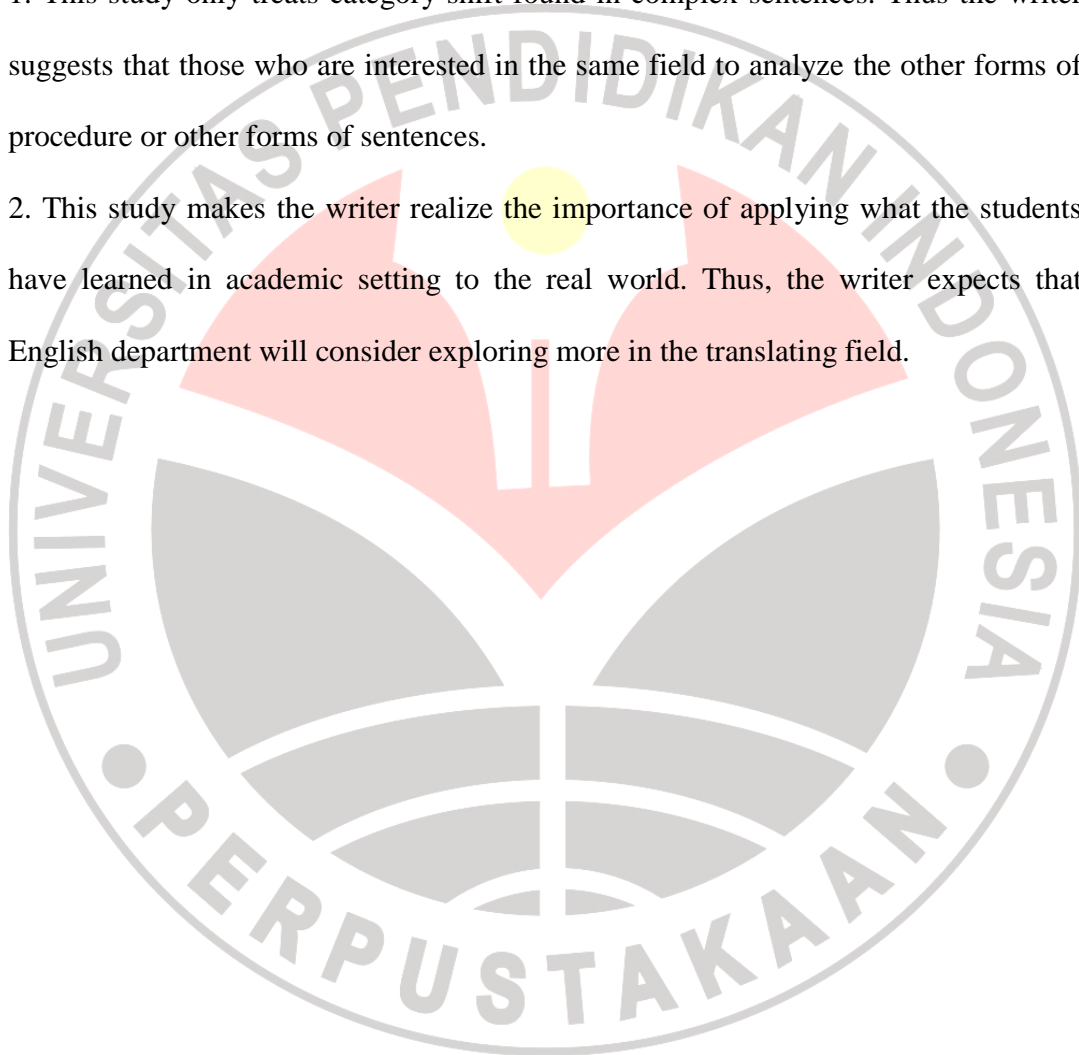 1. This study only treats category shift found in complex sentences. Thus the writer
suggests that those who are interested in the same field to analyze the other forms of
procedure or other forms of sentences.
2. This study makes the writer realize the importance of applying what the students
have learned in academic setting to the real world. Thus, the writer expects that
English department will consider exploring more in the translating field.
UNIVERSITAS PENDIDIKAN INDONESIA
PERPUSTAKAAN